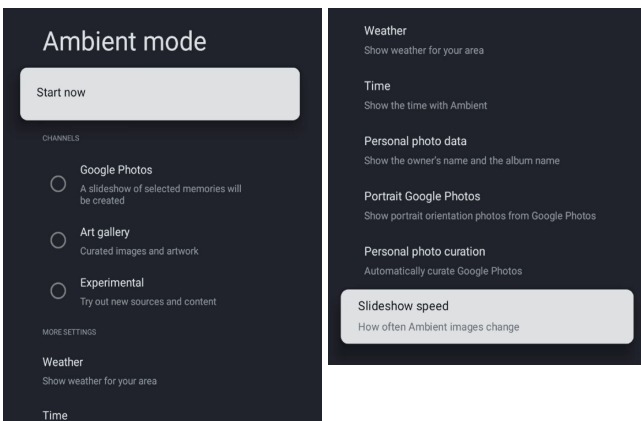 Ambient mode
Start now
CHANNELS
Google Photos
A slideshow of selected memories will
be created
Art gallery
Curated images and artwork
Experimental
Try out new sources and content
MORE SETTINGS
Weather
Show weather for your area
Time
Weather
Show weather for your area
Time
Show the time with Ambient
Personal photo data
Show the owner's name and the album name
Portrait Google Photos
Show portrait orientation photos from Google Photos
Personal photo curation
Automatically curate Google Photos
Slideshow speed
How often Ambient images change